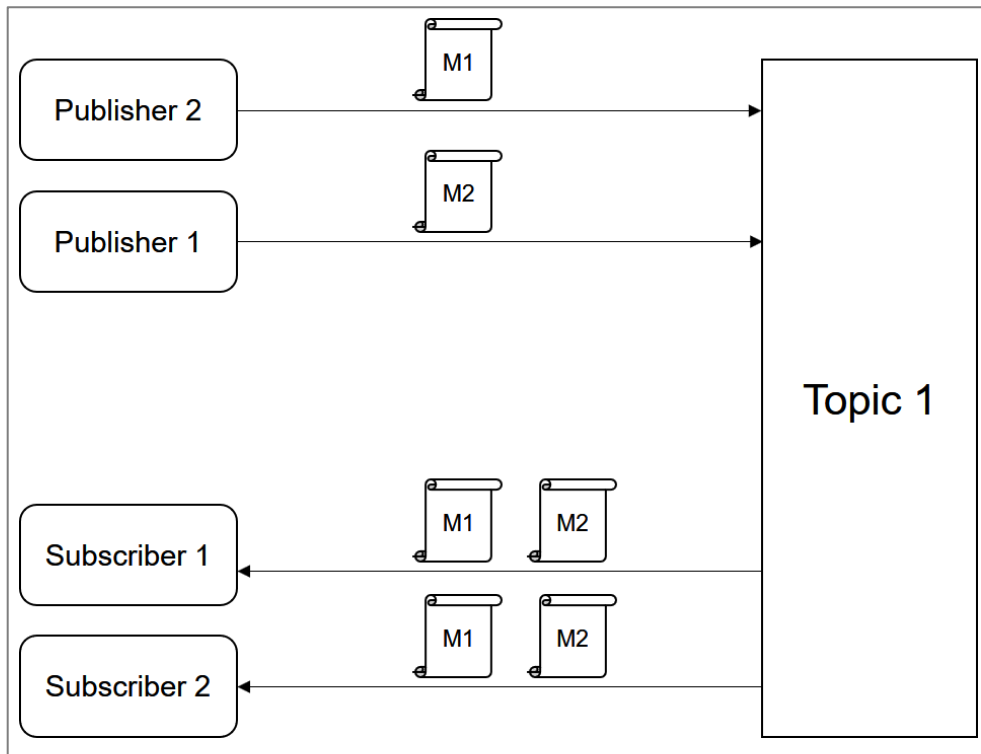 M1
Publisher 2
M2
Publisher 1
Topic 1
M1 M2
Subscriber 1
M1 M2
Subscriber 2